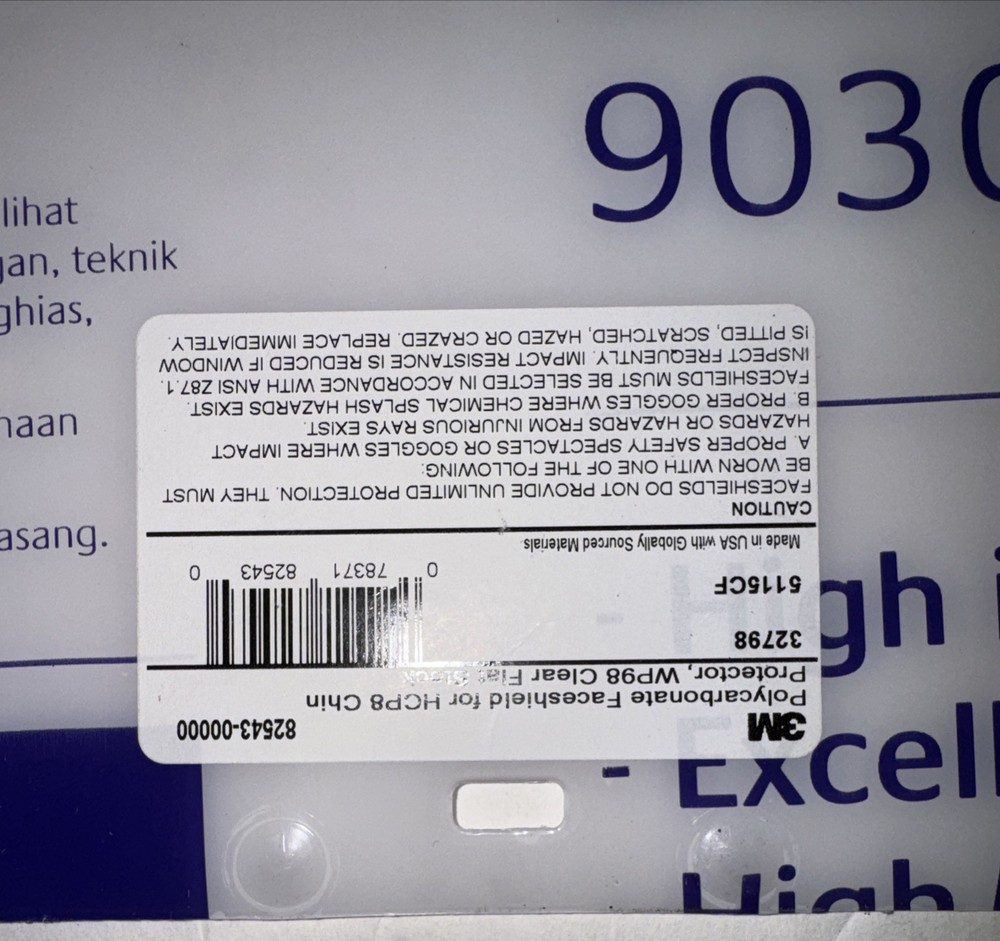 9030
lihat
gan, teknik
ghias,
naan
asang.
gh i
- Excell
High
3M
82543-00000
Polycarbonate Faceshield for HCP8 Chin
Protector, WP98 Clear Flat Stock
32798
5115CF
0 78371 82543 0
Made in USA with Globally Sourced Materials
CAUTION
FACESHIELDS DO NOT PROVIDE UNLIMITED PROTECTION. THEY MUST
BE WORN WITH ONE OF THE FOLLOWING:
A. PROPER SAFETY SPECTACLES OR GOGGLES WHERE IMPACT
HAZARDS OR HAZARDS FROM INJURIOUS RAYS EXIST.
B. PROPER GOGGLES WHERE CHEMICAL SPLASH HAZARDS EXIST.
FACESHIELDS MUST BE SELECTED IN ACCORDANCE WITH ANSI Z87.1.
INSPECT FREQUENTLY. IMPACT RESISTANCE IS REDUCED IF WINDOW
IS PITTED, SCRATCHED, HAZED OR CRAZED. REPLACE IMMEDIATELY.